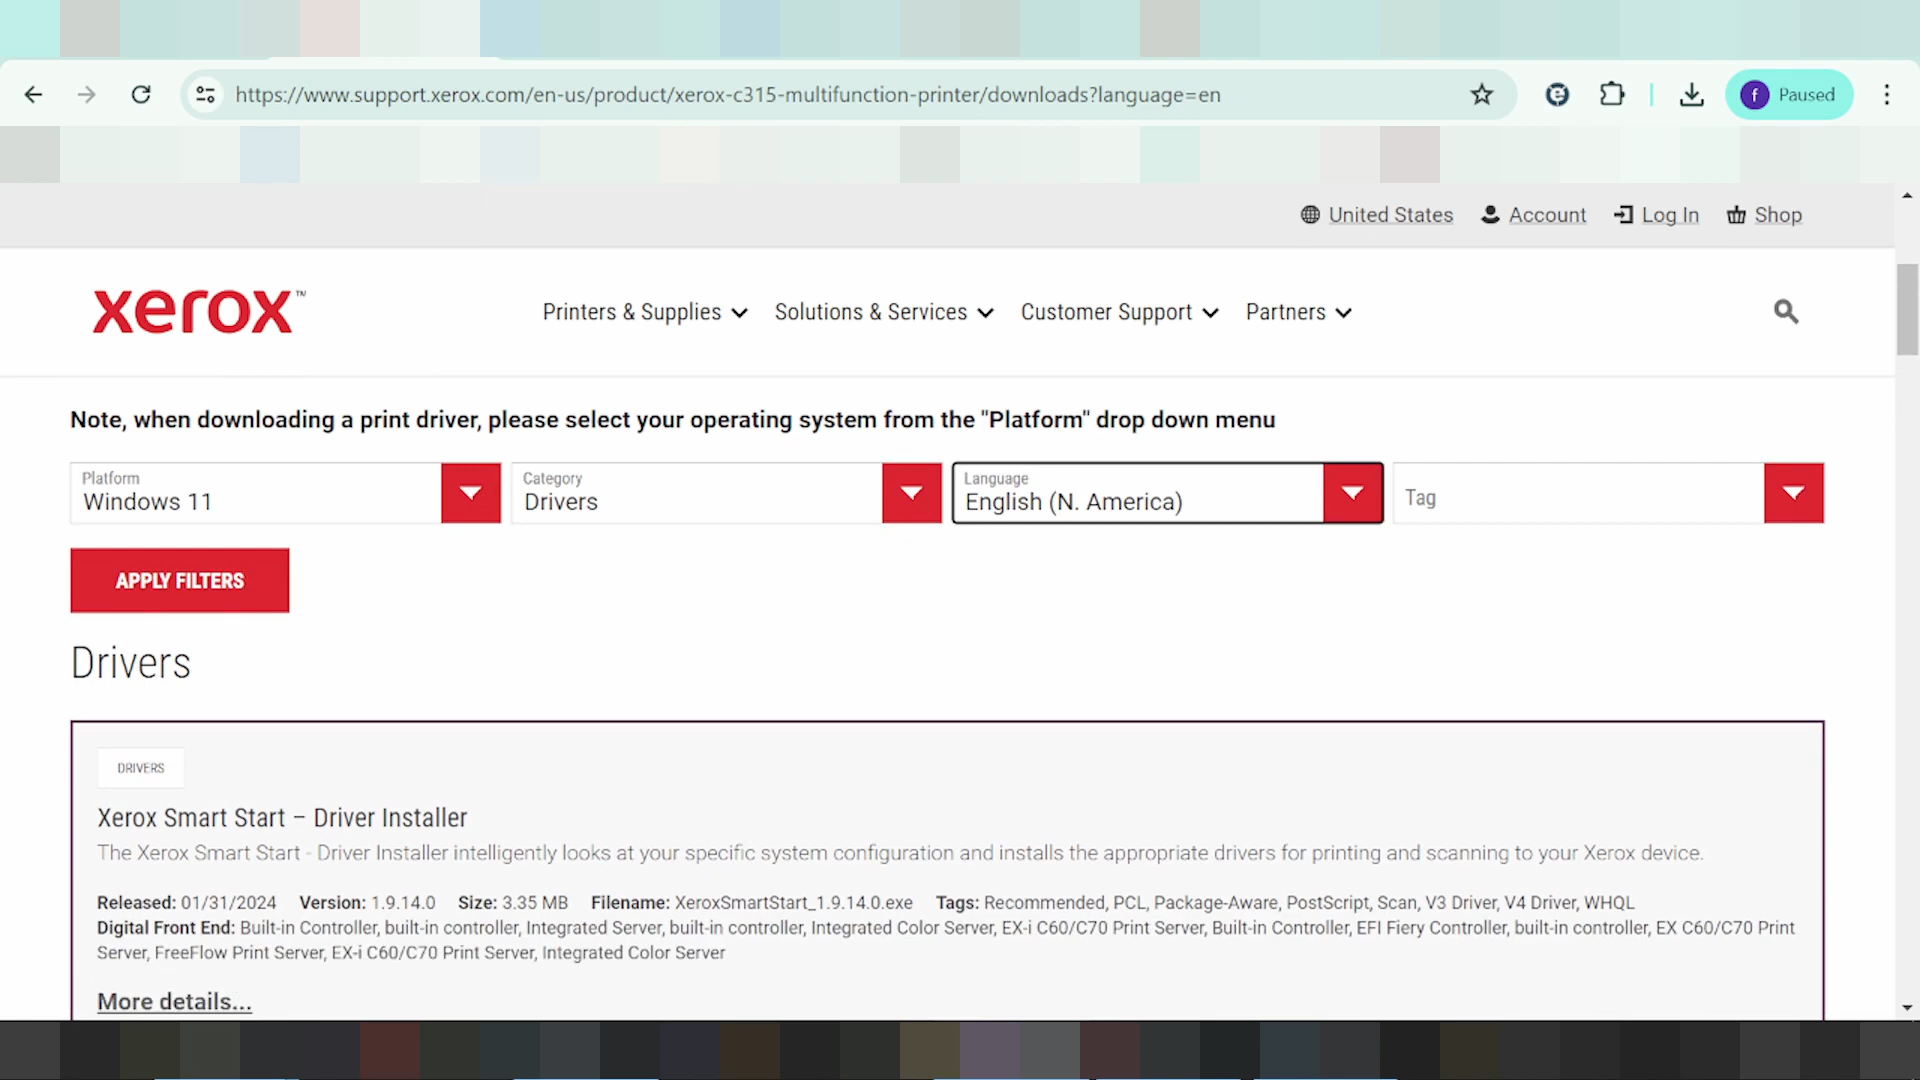 https://www.support.xerox.com/en-us/product/xerox-c315-multifunction-printer/downloads?language=en
f Paused
United States Account Log In Shop
xerox™ Printers & Supplies Solutions & Services Customer Support Partners
Note, when downloading a print driver, please select your operating system from the "Platform" drop down menu
Platform Category Language
Windows 11 Drivers English (N. America) Tag
APPLY FILTERS
Drivers
DRIVERS
Xerox Smart Start – Driver Installer
The Xerox Smart Start - Driver Installer intelligently looks at your specific system configuration and installs the appropriate drivers for printing and scanning to your Xerox device.
Released: 01/31/2024 Version: 1.9.14.0 Size: 3.35 MB Filename: XeroxSmartStart_1.9.14.0.exe Tags: Recommended, PCL, Package-Aware, PostScript, Scan, V3 Driver, V4 Driver, WHQL
Digital Front End: Built-in Controller, built-in controller, Integrated Server, built-in controller, Integrated Color Server, EX-i C60/C70 Print Server, Built-in Controller, EFI Fiery Controller, built-in controller, EX C60/C70 Print
Server, FreeFlow Print Server, EX-i C60/C70 Print Server, Integrated Color Server
More details...